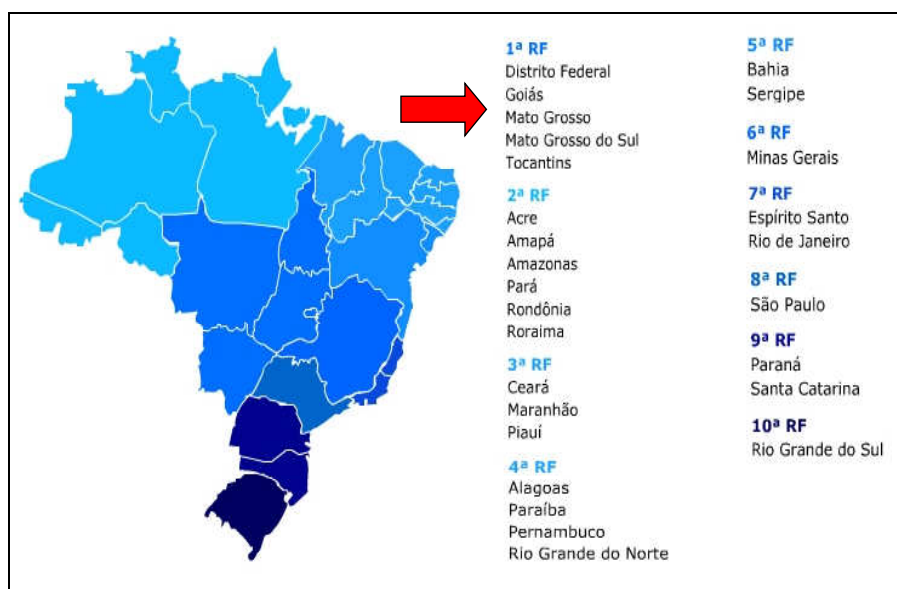 1ª RF
Distrito Federal
Goiás
Mato Grosso
Mato Grosso do Sul
Tocantins
2ª RF
Acre
Amapá
Amazonas
Pará
Rondônia
Roraima
3ª RF
Ceará
Maranhão
Piauí
4ª RF
Alagoas
Paraíba
Pernambuco
Rio Grande do Norte
5ª RF
Bahia
Sergipe
6ª RF
Minas Gerais
7ª RF
Espírito Santo
Rio de Janeiro
8ª RF
São Paulo
9ª RF
Paraná
Santa Catarina
10ª RF
Rio Grande do Sul